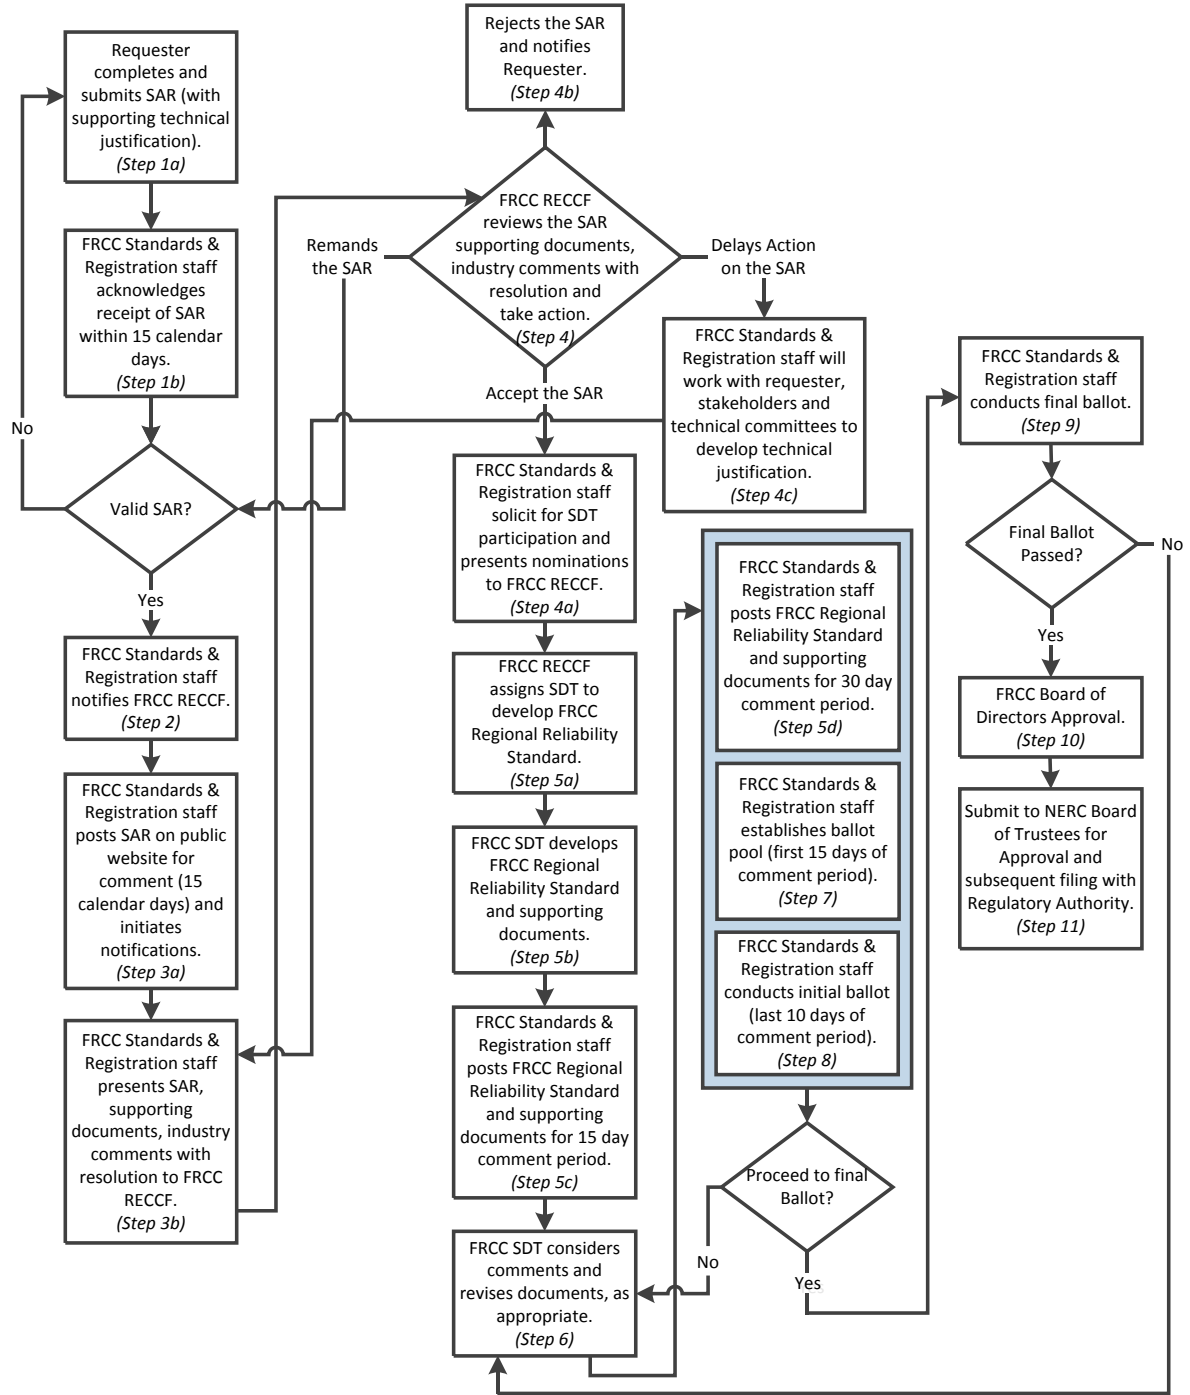 Requester
completes and
submits SAR (with
supporting technical
justification).
(Step 1a)
FRCC Standards &
Registration staff
acknowledges
receipt of SAR
within 15 calendar
days.
(Step 1b)
No
Valid SAR?
Yes
FRCC Standards &
Registration staff
notifies FRCC RECCF.
(Step 2)
FRCC Standards &
Registration staff
posts SAR on public
website for
comment (15
calendar days) and
initiates
notifications.
(Step 3a)
FRCC Standards &
Registration staff
presents SAR,
supporting
documents, industry
comments with
resolution to FRCC
RECCF.
(Step 3b)
Rejects the SAR
and notifies
Requester.
(Step 4b)
FRCC RECCF
reviews the SAR
supporting documents,
industry comments with
resolution and
take action.
(Step 4)
Remands
the SAR
Delays Action
on the SAR
Accept the SAR
FRCC Standards &
Registration staff will
work with requester,
stakeholders and
technical committees to
develop technical
justification.
(Step 4c)
FRCC Standards &
Registration staff
solicit for SDT
participation and
presents nominations
to FRCC RECCF.
(Step 4a)
FRCC RECCF
assigns SDT to
develop FRCC
Regional Reliability
Standard.
(Step 5a)
FRCC SDT develops
FRCC Regional
Reliability Standard
and supporting
documents.
(Step 5b)
FRCC Standards &
Registration staff
posts FRCC Regional
Reliability Standard
and supporting
documents for 15 day
comment period.
(Step 5c)
FRCC SDT considers
comments and
revises documents, as
appropriate.
(Step 6)
FRCC Standards &
Registration staff
posts FRCC Regional
Reliability Standard
and supporting
documents for 30 day
comment period.
(Step 5d)
FRCC Standards &
Registration staff
establishes ballot
pool (first 15 days of
comment period).
(Step 7)
FRCC Standards &
Registration staff
conducts initial ballot
(last 10 days of
comment period).
(Step 8)
Proceed to final
Ballot?
No
Yes
FRCC Standards &
Registration staff
conducts final ballot.
(Step 9)
Final Ballot
Passed?
No
Yes
FRCC Board of
Directors Approval.
(Step 10)
Submit to NERC Board
of Trustees for
Approval and
subsequent filing with
Regulatory Authority.
(Step 11)